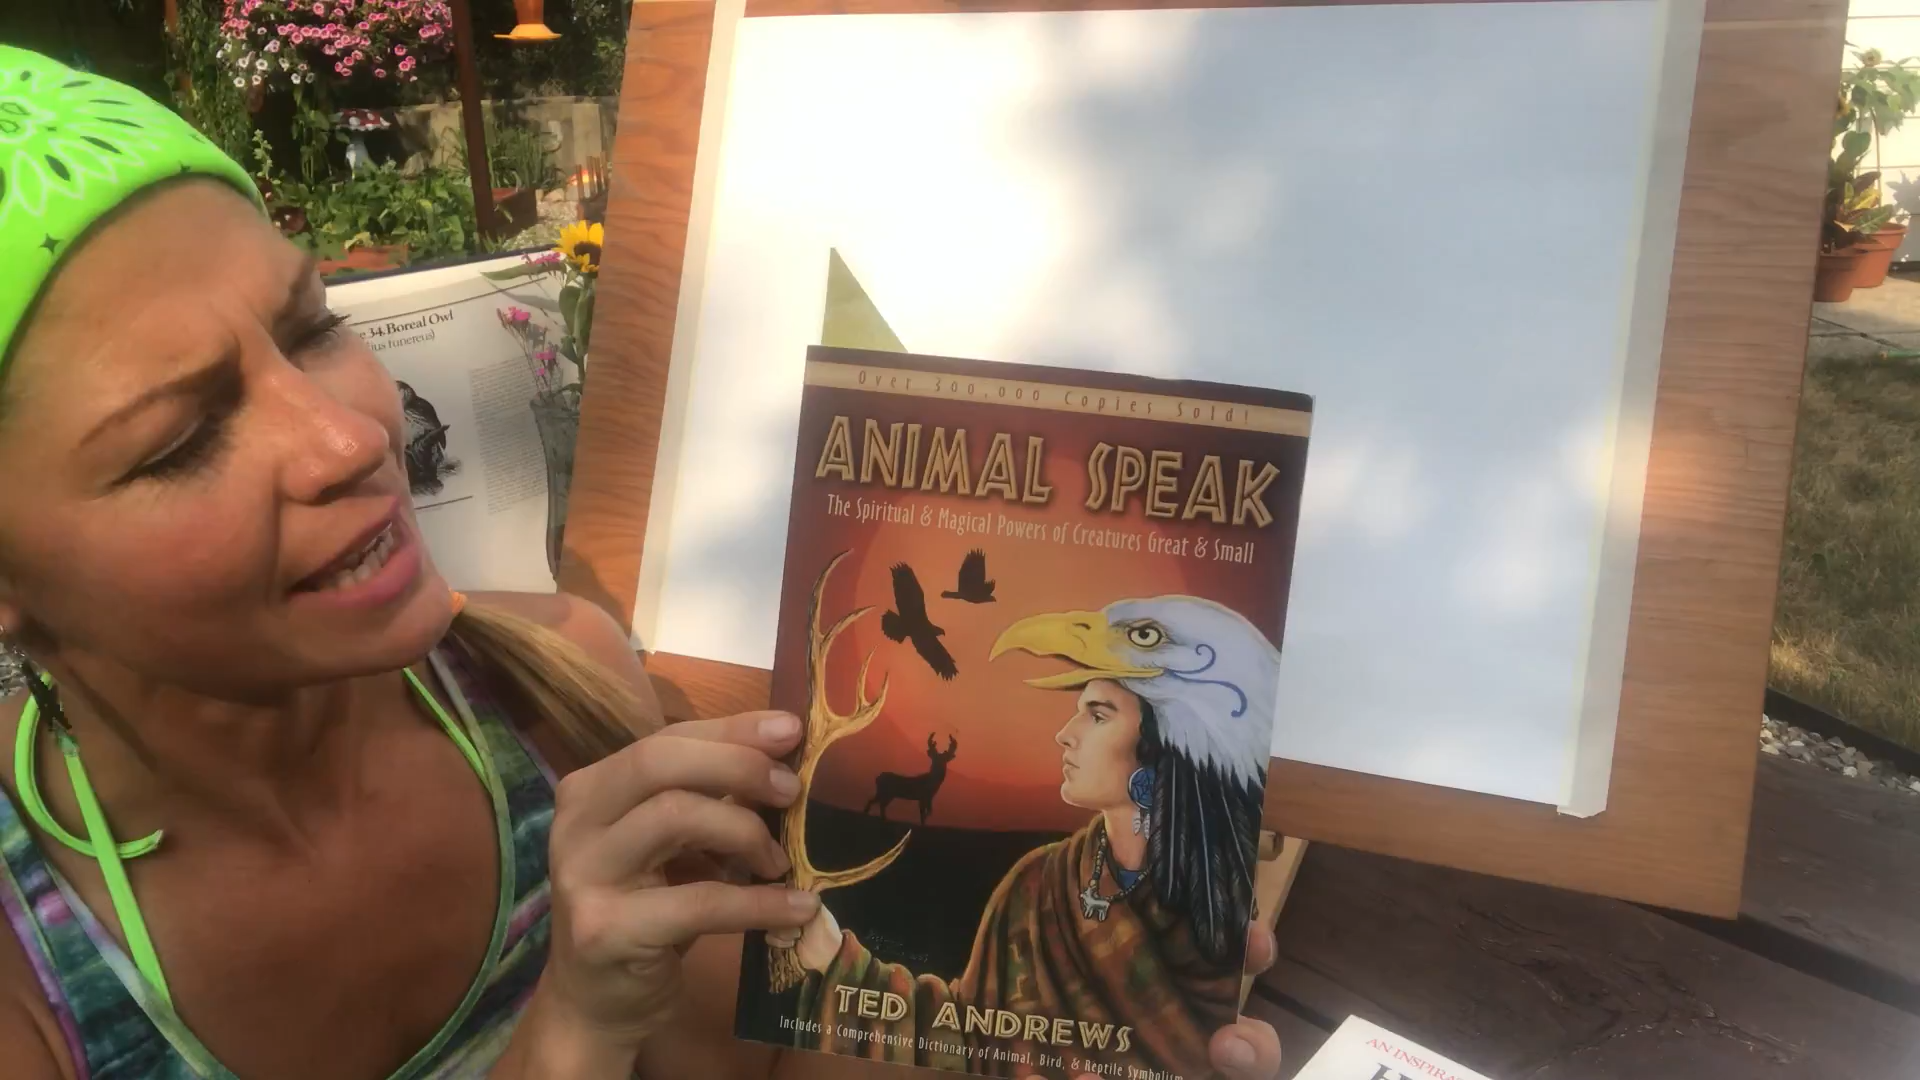 34. Boreal Owl
funereus)
Over 300,000 Copies Sold!
ANIMAL SPEAK
The Spiritual & Magical Powers of Creatures Great & Small
TED ANDREWS
Includes a Comprehensive Dictionary of Animal, Bird, & Reptile Symbolism
AN INSPIRA